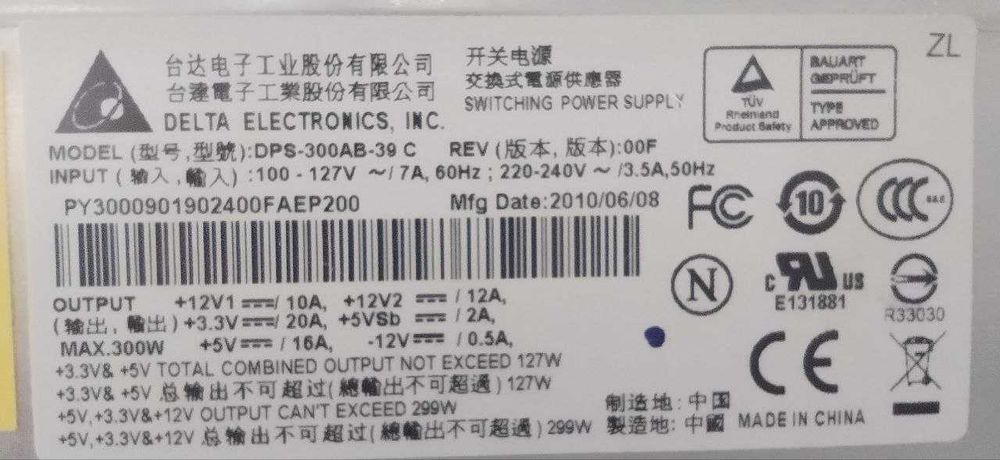 ZL
台达电子工业股份有限公司
台達電子工業股份有限公司
DELTA ELECTRONICS, INC.
开关电源
交換式電源供應器
SWITCHING POWER SUPPLY
TÜV
Rheinland
Product Safety
BAUART
GEPRÜFT
TYPE
APPROVED
MODEL (型号,型號):DPS-300AB-39 C REV (版本, 版本):00F
INPUT ( 输入 , 輸入 ) :100 - 127V ～/ 7A, 60Hz ; 220-240V ～ /3.5A,50Hz
PY3000901902400FAEP200 Mfg Date:2010/06/08
FC
10
CCC
S&E
N
c RU US
E131881
R33030
OUTPUT +12V1 / 10A, +12V2 / 12A,
(输出, 輸出) +3.3V / 20A, +5VSb / 2A,
MAX.300W +5V / 16A, -12V / 0.5A,
+3.3V& +5V TOTAL COMBINED OUTPUT NOT EXCEED 127W
+3.3V& +5V 总输出不可超过(總輸出不可超過)127W
+5V,+3.3V&+12V OUTPUT CAN'T EXCEED 299W
+5V,+3.3V&+12V 总输出不可超过(總輸出不可超過)299W
CE
制造地: 中国
製造地: 中國 MADE IN CHINA